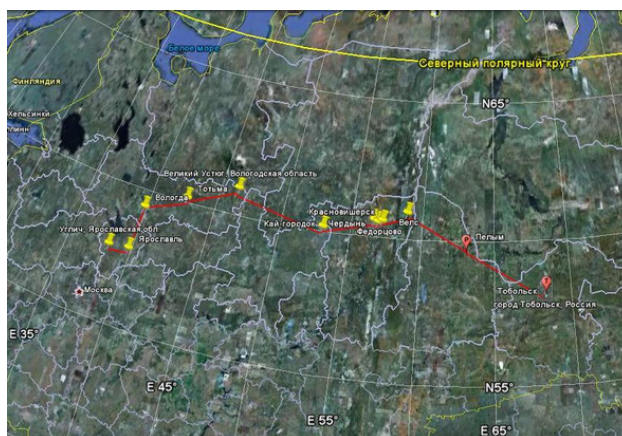 Белое море
Северный полярный круг
Финляндия
N65°
Хельсинки
ллинн
Великий Устюг, Вологодская область
Тотьма
Вологда
Красновишерск
Кай городок
Чердынь
Велс
Федорцово
Углич, Ярославская обл
Ярославль
Пелым
Москва
Тобольск
город Тобольск, Россия
E 35°
E 45°
N55°
E 55°
E 65°